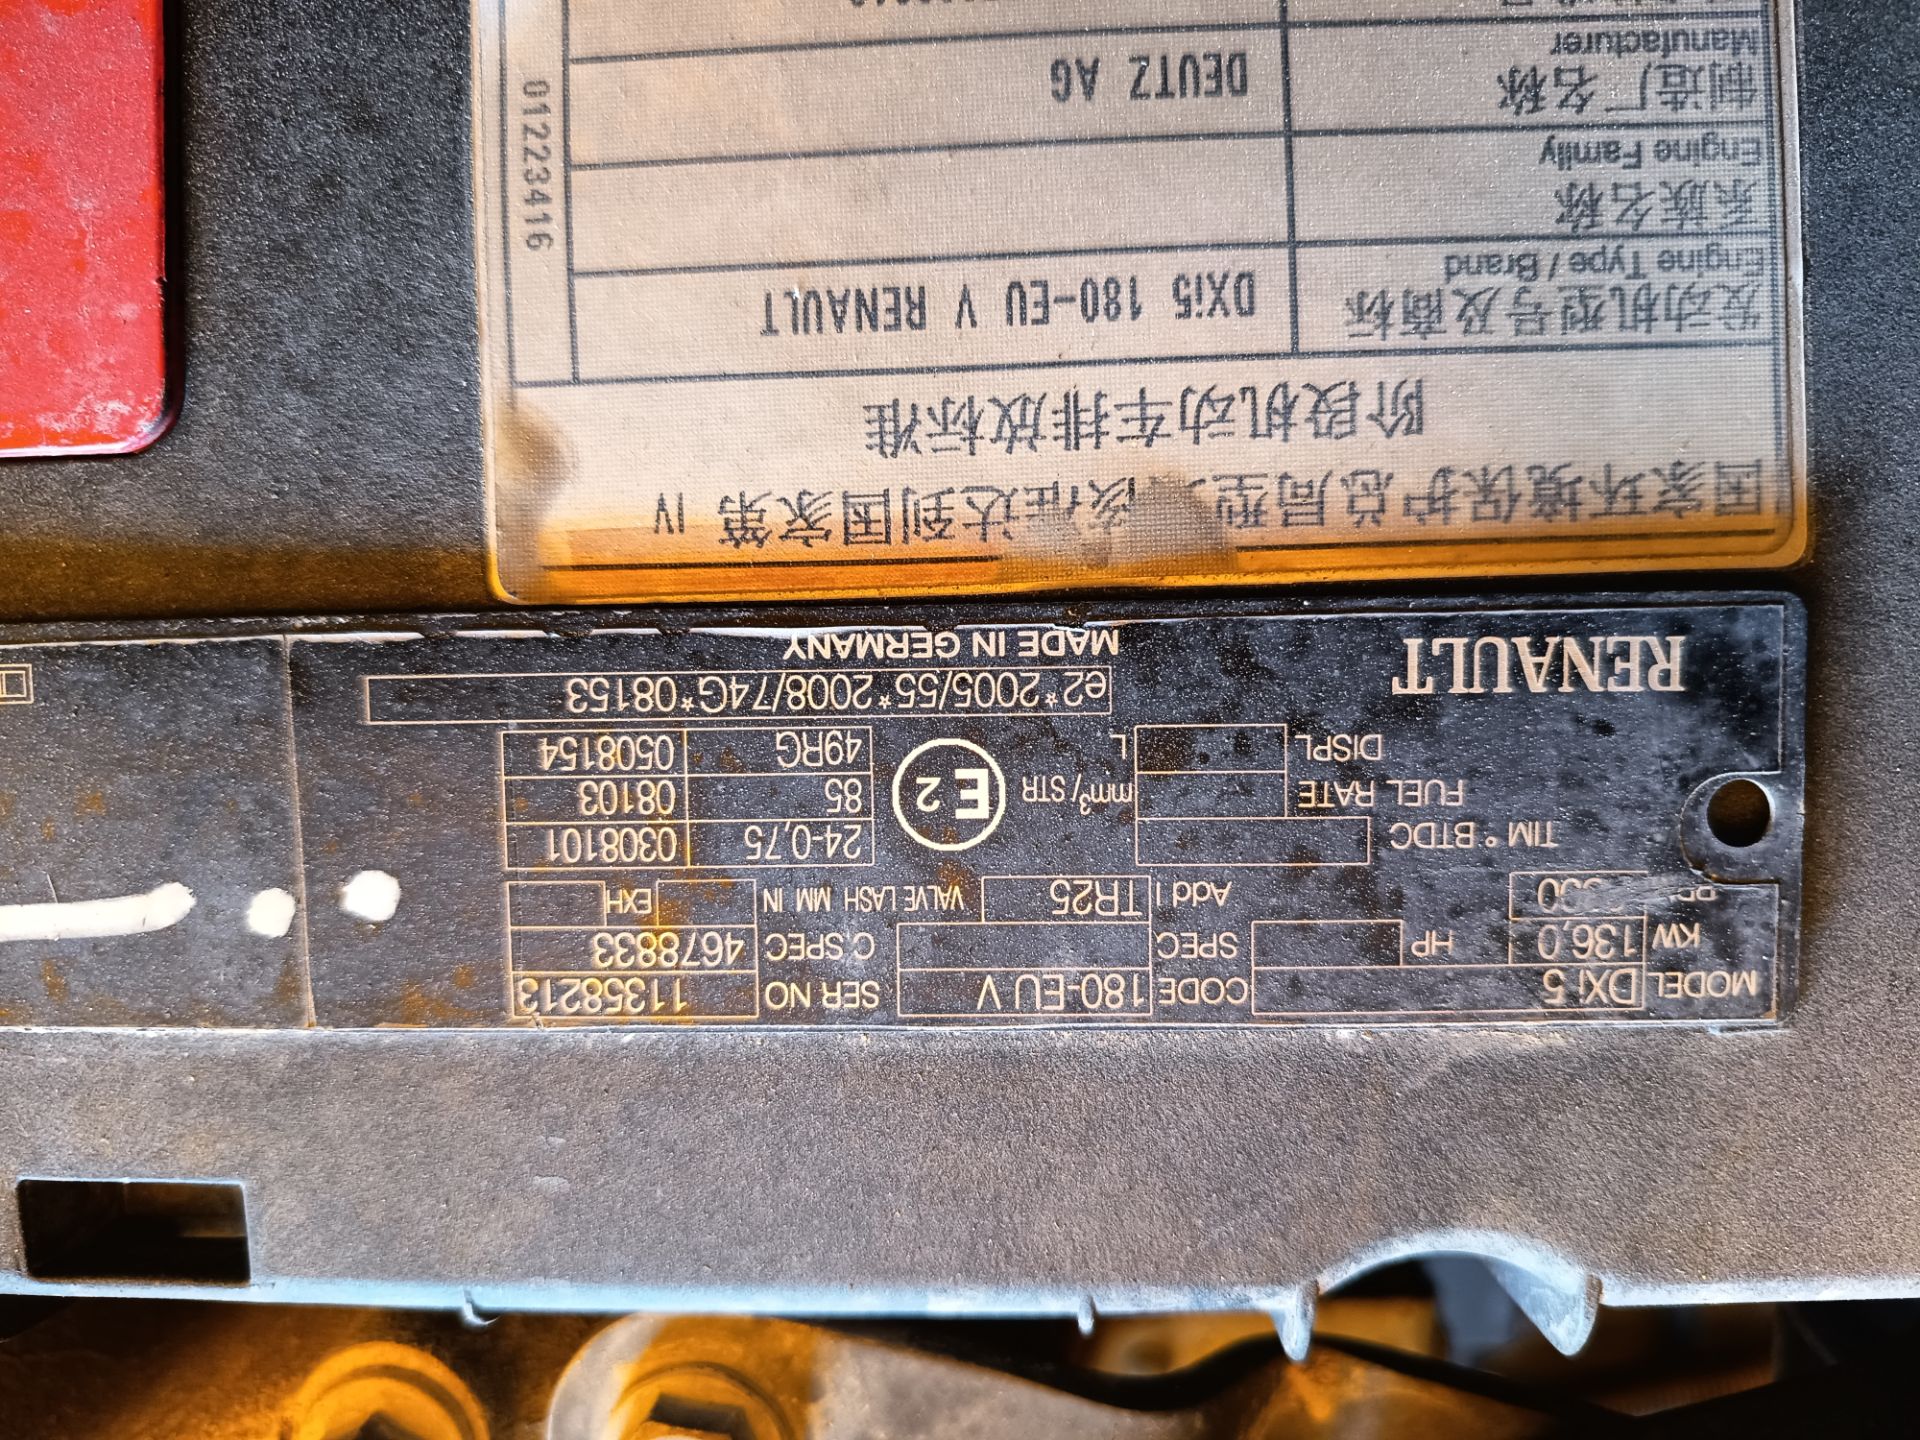 MODEL DXi 5 CODE 180-EU V SER NO 11358213
KW 136,0 HP SPEC C SPEC 4678833
Add I TR25 VALVE LASH MM IN EXH
TIM ° BTDC 24-0,75 0308101
FUEL RATE mm³/ STR 85 08103
DISPL L 49RG 0508154
E2
e2*2005/55*2008/74G*08153
RENAULT MADE IN GERMANY
国家环境保护总局型 核准达到国家第 IV
阶段机动车排放标准
发动机型号及商标 DXi5 180-EU V RENAULT
Engine Type / Brand
系族名称
Engine Family
制造厂名称 DEUTZ AG
Manufacturer
01223416